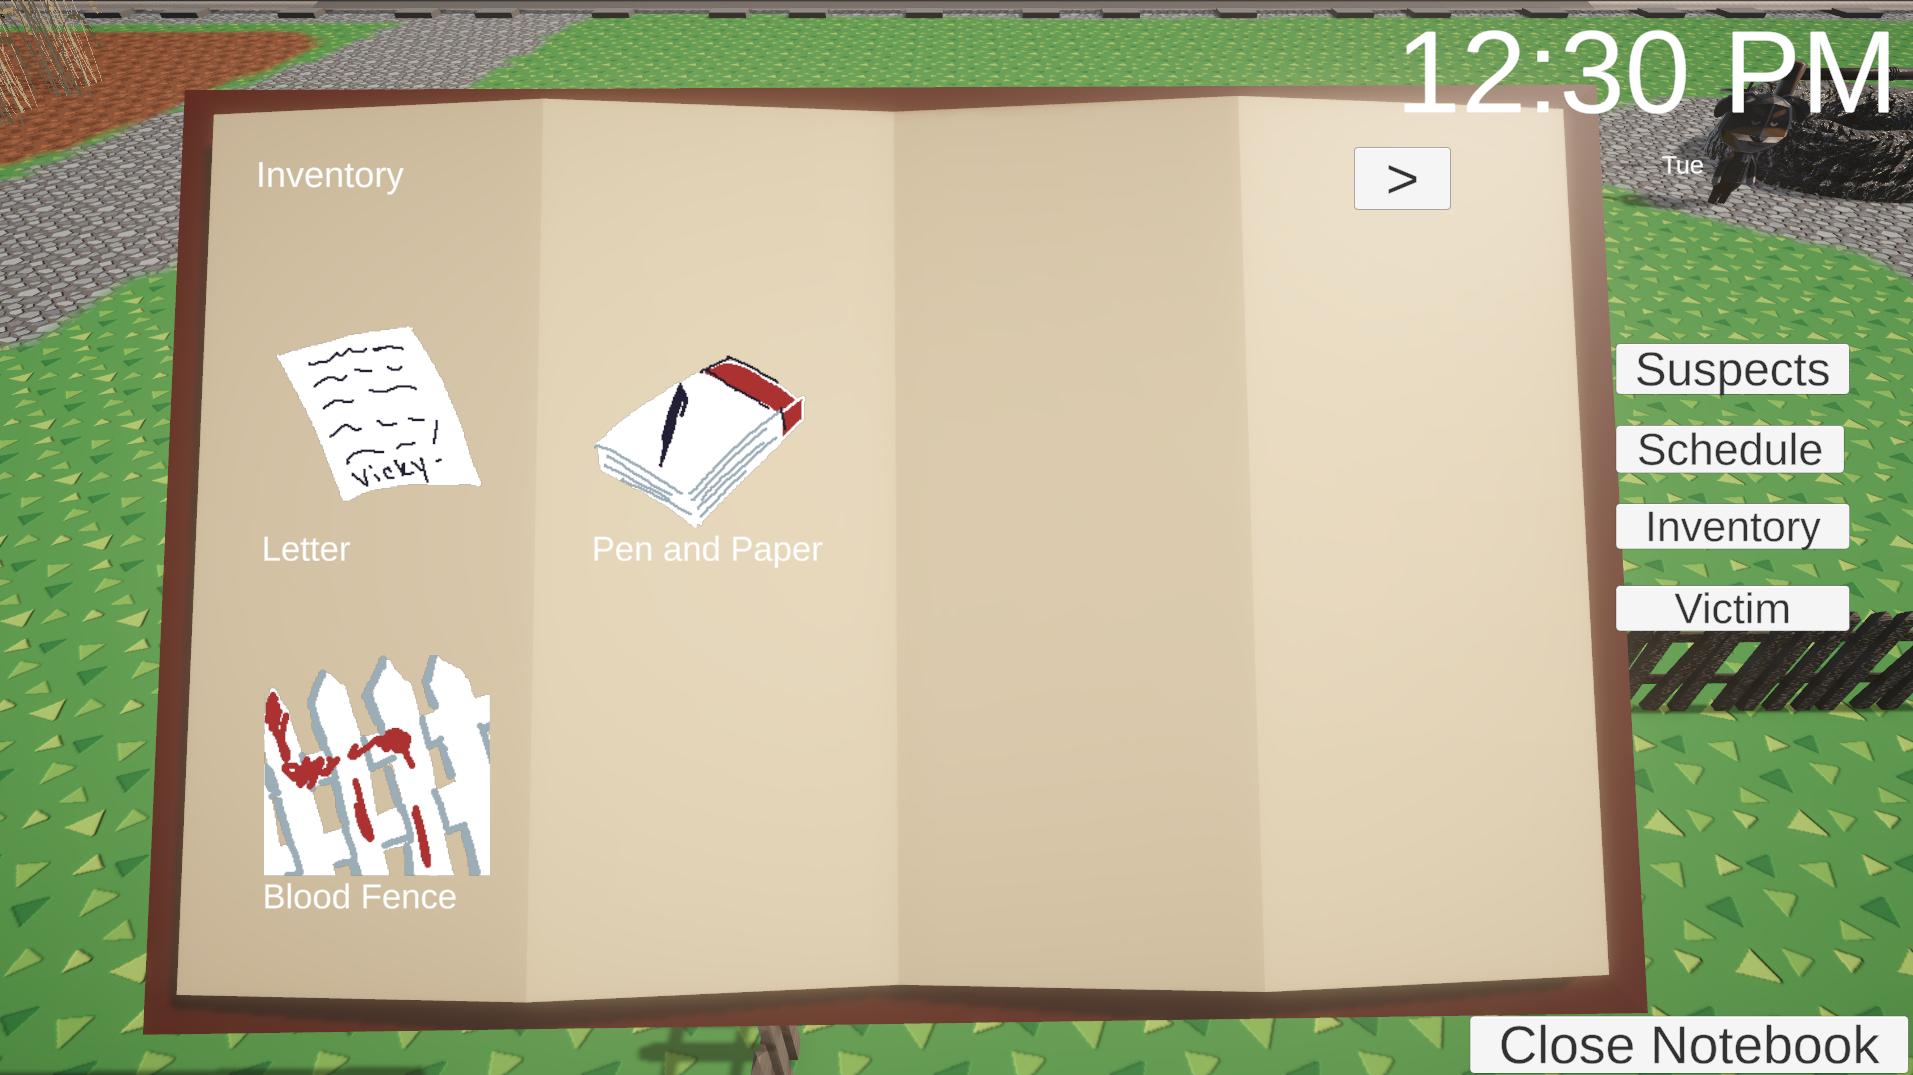 12:30 PM
Tue
Inventory
>
Vicky-
Letter
Pen and Paper
Blood Fence
Suspects
Schedule
Inventory
Victim
Close Notebook